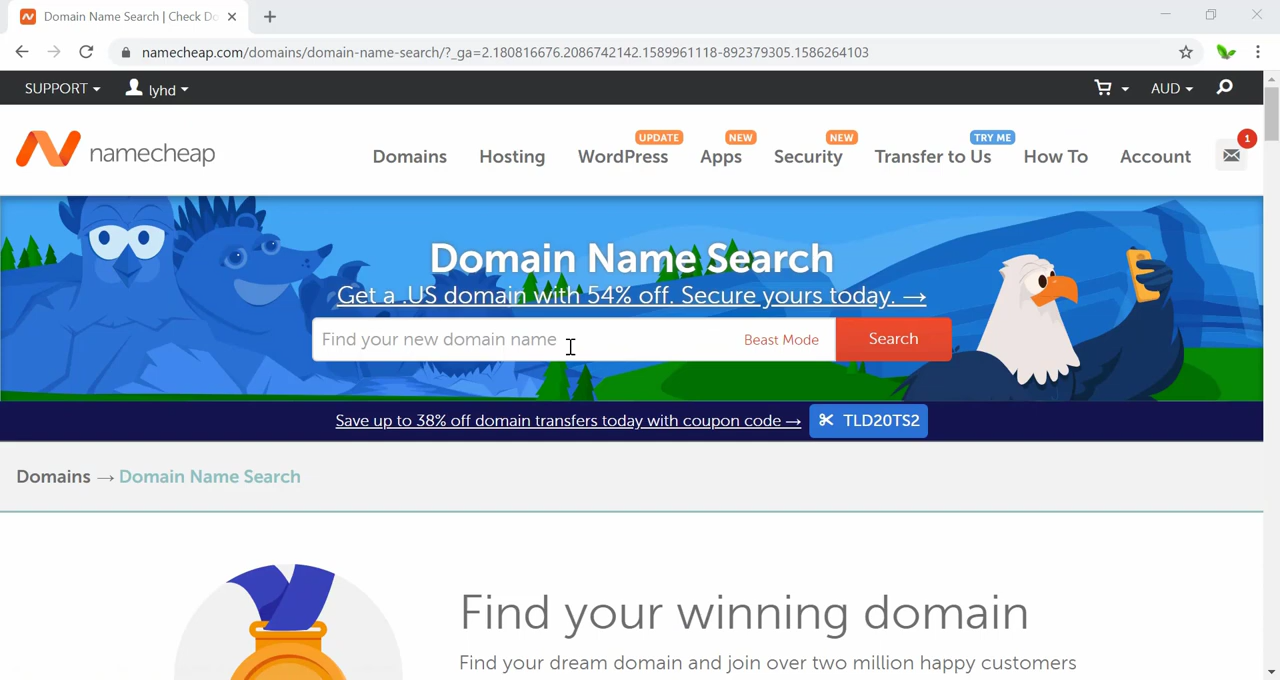 Domain Name Search | Check Do
namecheap.com/domains/domain-name-search/?_ga=2.180816676.2086742142.1589961118-892379305.1586264103
SUPPORT lyhd AUD
UPDATE NEW NEW TRY ME 1
namecheap Domains Hosting WordPress Apps Security Transfer to Us How To Account
Domain Name Search
Get a .US domain with 54% off. Secure yours today. →
Find your new domain name Beast Mode Search
Save up to 38% off domain transfers today with coupon code → TLD20TS2
Domains → Domain Name Search
Find your winning domain
Find your dream domain and join over two million happy customers